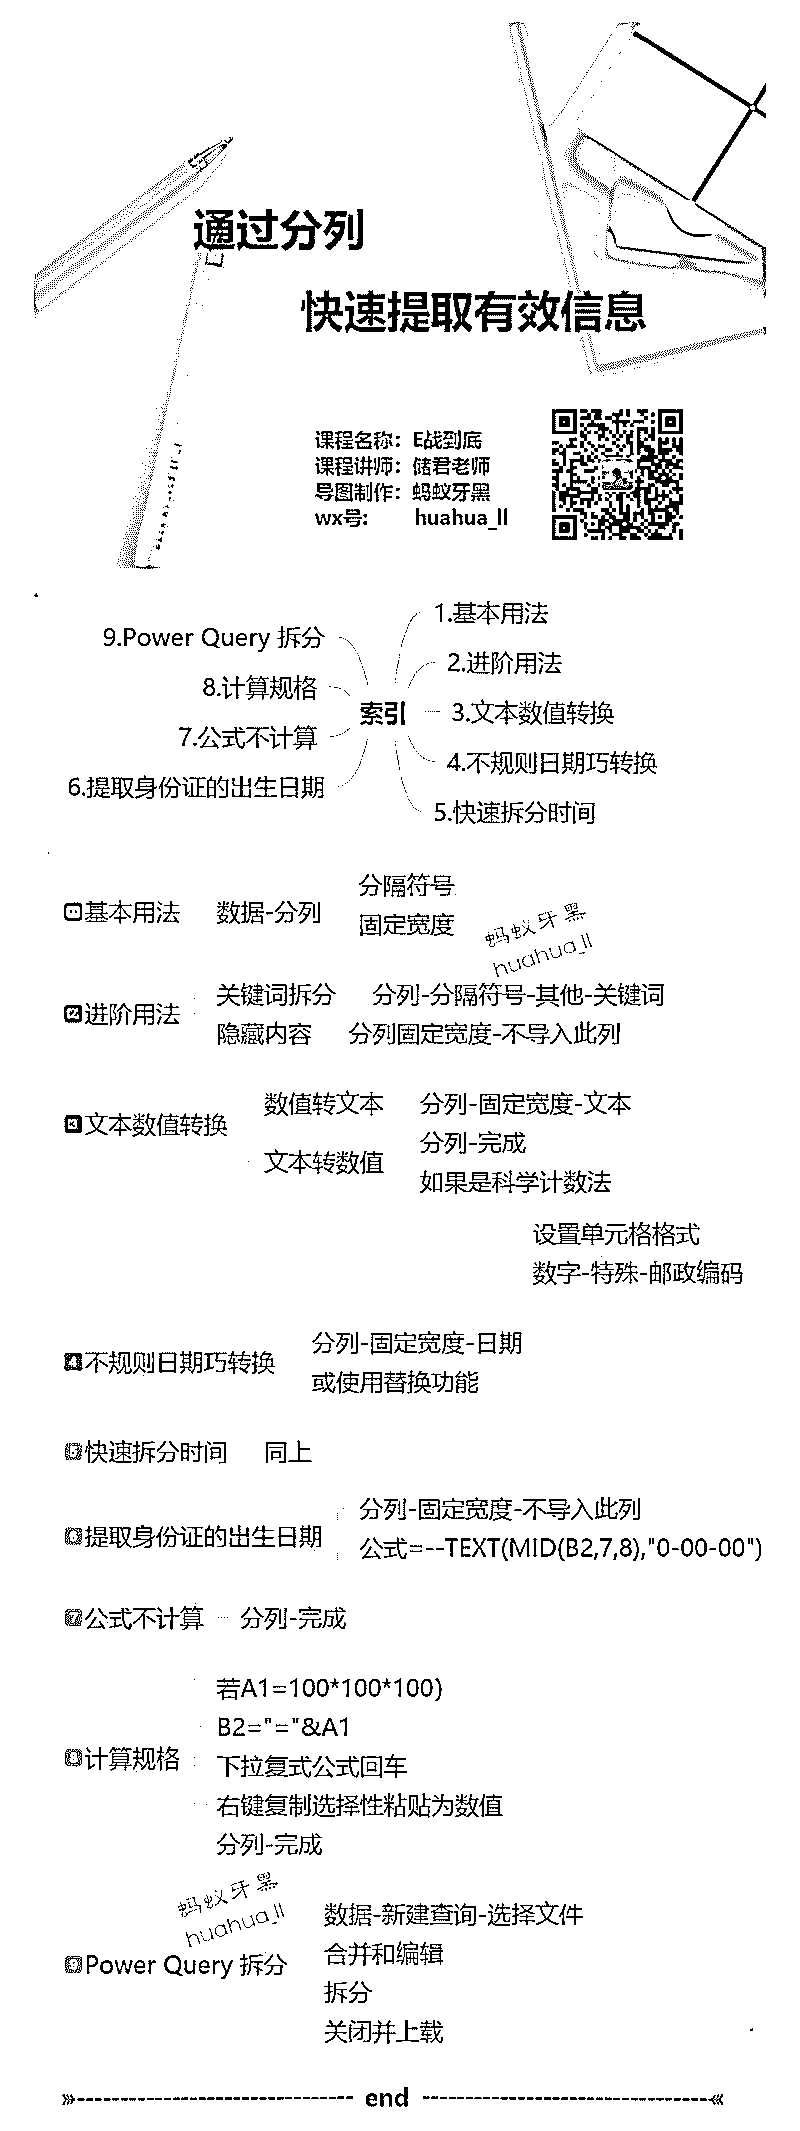 通过分列
快速提取有效信息
课程名称：E战到底
课程讲师：储君老师
导图制作：蚂蚁牙黑
wx号： huahua_ll
索引
1.基本用法
2.进阶用法
3.文本数值转换
4.不规则日期巧转换
5.快速拆分时间
6.提取身份证的出生日期
7.公式不计算
8.计算规格
9.Power Query 拆分
1 基本用法
数据-分列
分隔符号
固定宽度
蚂蚁牙黑
huahua_ll
2 进阶用法
关键词拆分 分列-分隔符号-其他-关键词
隐藏内容 分列固定宽度-不导入此列
3 文本数值转换
数值转文本 分列-固定宽度-文本
文本转数值
分列-完成
如果是科学计数法
设置单元格格式
数字-特殊-邮政编码
4 不规则日期巧转换
分列-固定宽度-日期
或使用替换功能
5 快速拆分时间 同上
6 提取身份证的出生日期
分列-固定宽度-不导入此列
公式=--TEXT(MID(B2,7,8),"0-00-00")
7 公式不计算 分列-完成
8 计算规格
若A1=100*100*100)
B2="="&A1
下拉复式公式回车
右键复制选择性粘贴为数值
分列-完成
蚂蚁牙黑
huahua_ll
9 Power Query 拆分
数据-新建查询-选择文件
合并和编辑
拆分
关闭并上载
end